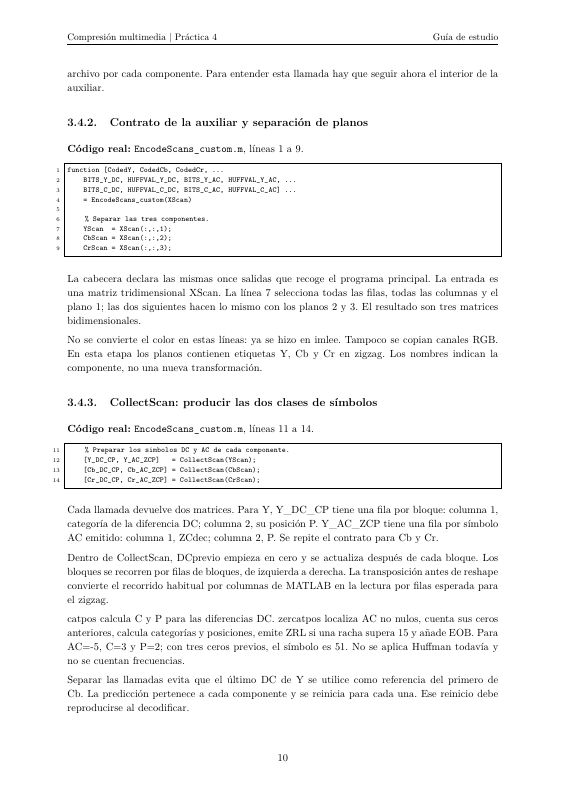 Compresión multimedia | Práctica 4
Guía de estudio
archivo por cada componente. Para entender esta llamada hay que seguir ahora el interior de la
auxiliar.
3.4.2. Contrato de la auxiliar y separación de planos
Código real: EncodeScans_custom.m, líneas 1 a 9.
1 function [CodedY, CodedCb, CodedCr, ...
2 BITS_Y_DC, HUFFVAL_Y_DC, BITS_Y_AC, HUFFVAL_Y_AC, ...
3 BITS_C_DC, HUFFVAL_C_DC, BITS_C_AC, HUFFVAL_C_AC] ...
4 = EncodeScans_custom(XScan)
5
6 % Separar las tres componentes.
7 YScan = XScan(:,:,1);
8 CbScan = XScan(:,:,2);
9 CrScan = XScan(:,:,3);
La cabecera declara las mismas once salidas que recoge el programa principal. La entrada es
una matriz tridimensional XScan. La línea 7 selecciona todas las filas, todas las columnas y el
plano 1; las dos siguientes hacen lo mismo con los planos 2 y 3. El resultado son tres matrices
bidimensionales.
No se convierte el color en estas líneas: ya se hizo en imlee. Tampoco se copian canales RGB.
En esta etapa los planos contienen etiquetas Y, Cb y Cr en zigzag. Los nombres indican la
componente, no una nueva transformación.
3.4.3. CollectScan: producir las dos clases de símbolos
Código real: EncodeScans_custom.m, líneas 11 a 14.
11 % Preparar los simbolos DC y AC de cada componente.
12 [Y_DC_CP, Y_AC_ZCP] = CollectScan(YScan);
13 [Cb_DC_CP, Cb_AC_ZCP] = CollectScan(CbScan);
14 [Cr_DC_CP, Cr_AC_ZCP] = CollectScan(CrScan);
Cada llamada devuelve dos matrices. Para Y, Y_DC_CP tiene una fila por bloque: columna 1,
categoría de la diferencia DC; columna 2, su posición P. Y_AC_ZCP tiene una fila por símbolo
AC emitido: columna 1, ZCdec; columna 2, P. Se repite el contrato para Cb y Cr.
Dentro de CollectScan, DCprevio empieza en cero y se actualiza después de cada bloque. Los
bloques se recorren por filas de bloques, de izquierda a derecha. La transposición antes de reshape
convierte el recorrido habitual por columnas de MATLAB en la lectura por filas esperada para
el zigzag.
catpos calcula C y P para las diferencias DC. zercatpos localiza AC no nulos, cuenta sus ceros
anteriores, calcula categorías y posiciones, emite ZRL si una racha supera 15 y añade EOB. Para
AC=-5, C=3 y P=2; con tres ceros previos, el símbolo es 51. No se aplica Huffman todavía y
no se cuentan frecuencias.
Separar las llamadas evita que el último DC de Y se utilice como referencia del primero de
Cb. La predicción pertenece a cada componente y se reinicia para cada una. Ese reinicio debe
reproducirse al decodificar.
10